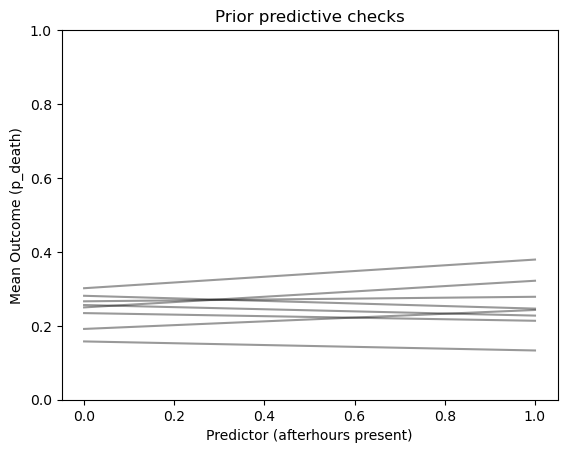 Prior predictive checks
1.0
0.8
0.6
0.4
0.2
0.0
Mean Outcome (p_death)
0.0 0.2 0.4 0.6 0.8 1.0
Predictor (afterhours present)